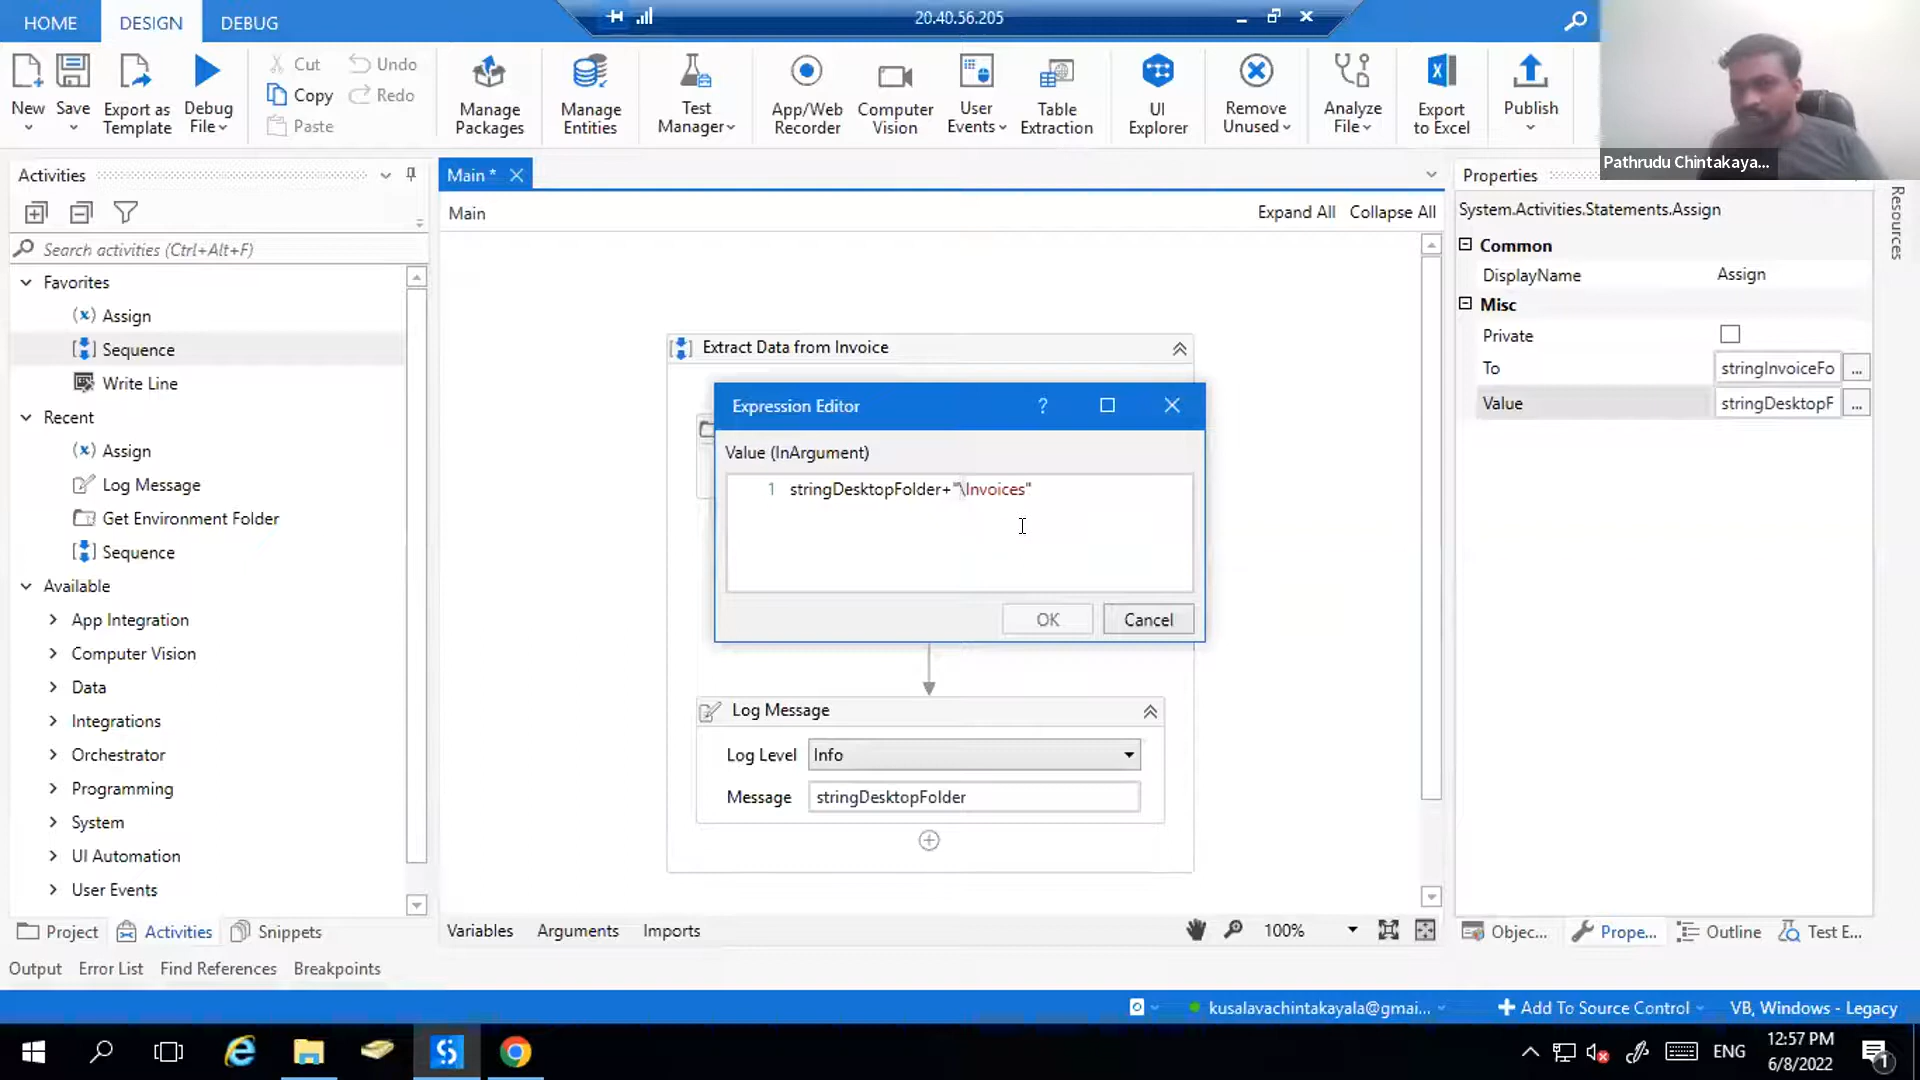 HOME
DESIGN
DEBUG
20.40.56.205
New
Save
Export as Template
Debug File
Cut
Copy
Paste
Undo
Redo
Manage Packages
Manage Entities
Test Manager
App/Web Recorder
Computer Vision
User Events
Table Extraction
UI Explorer
Remove Unused
Analyze File
Export to Excel
Publish
Pathrudu Chintakaya...
Activities
Search activities (Ctrl+Alt+F)
Favorites
Assign
Sequence
Write Line
Recent
Assign
Log Message
Get Environment Folder
Sequence
Available
App Integration
Computer Vision
Data
Integrations
Orchestrator
Programming
System
UI Automation
User Events
Project
Activities
Snippets
Main *
Main
Expand All
Collapse All
Extract Data from Invoice
Expression Editor
?
Value (InArgument)
1 stringDesktopFolder+"\Invoices"
OK
Cancel
Log Message
Log Level
Info
Message
stringDesktopFolder
Variables
Arguments
Imports
100%
Properties
System.Activities.Statements.Assign
Common
DisplayName
Assign
Misc
Private
To
stringInvoiceFo
...
Value
stringDesktopF
...
Resources
Objec...
Prope...
Outline
Test E...
Output
Error List
Find References
Breakpoints
kusalavachintakayala@gmai...
Add To Source Control
VB, Windows - Legacy
ENG
12:57 PM
6/8/2022
1